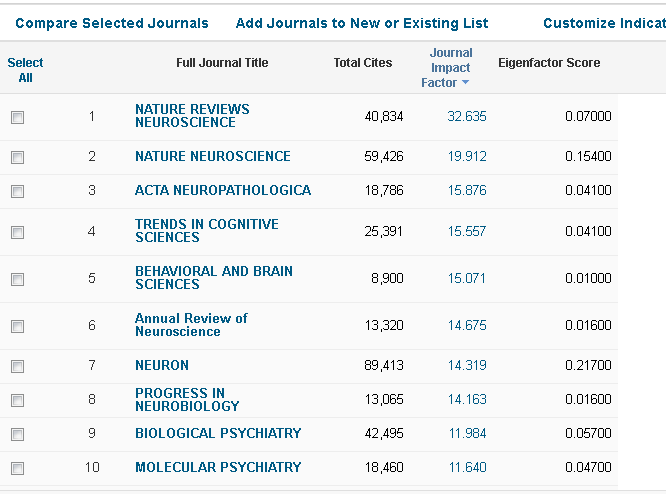 Compare Selected Journals Add Journals to New or Existing List Customize Indicat
Select
All
Full Journal Title Total Cites Journal
Impact
Factor Eigenfactor Score
1 NATURE REVIEWS
NEUROSCIENCE 40,834 32.635 0.07000
2 NATURE NEUROSCIENCE 59,426 19.912 0.15400
3 ACTA NEUROPATHOLOGICA 18,786 15.876 0.04100
4 TRENDS IN COGNITIVE
SCIENCES 25,391 15.557 0.04100
5 BEHAVIORAL AND BRAIN
SCIENCES 8,900 15.071 0.01000
6 Annual Review of
Neuroscience 13,320 14.675 0.01600
7 NEURON 89,413 14.319 0.21700
8 PROGRESS IN
NEUROBIOLOGY 13,065 14.163 0.01600
9 BIOLOGICAL PSYCHIATRY 42,495 11.984 0.05700
10 MOLECULAR PSYCHIATRY 18,460 11.640 0.04700